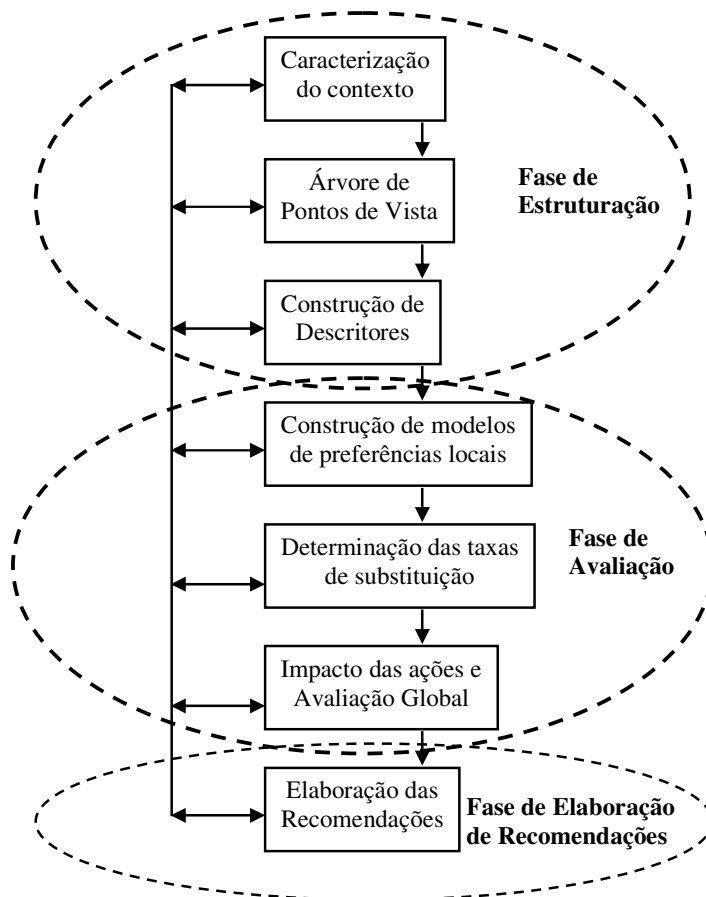 Caracterização
do contexto
Árvore de
Pontos de Vista
Fase de
Estruturação
Construção de
Descritores
Construção de modelos
de preferências locais
Determinação das taxas
de substituição
Fase de
Avaliação
Impacto das ações e
Avaliação Global
Elaboração das
Recomendações
Fase de Elaboração
de Recomendações